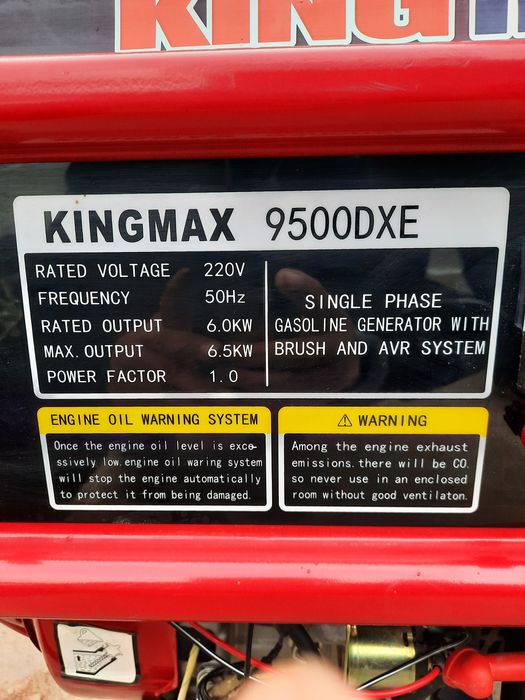 KING
KINGMAX 9500DXE
RATED VOLTAGE 220V
FREQUENCY 50Hz
RATED OUTPUT 6.0KW
MAX. OUTPUT 6.5KW
POWER FACTOR 1.0
SINGLE PHASE
GASOLINE GENERATOR WITH
BRUSH AND AVR SYSTEM
ENGINE OIL WARNING SYSTEM
Once the engine oil level is exce-
ssively low. engine oil waring system
will stop the engine automatically
to protect it from being damaged.
⚠ WARNING
Among the engine exhaust
emissions. there will be CO.
so never use in an enclosed
room without good ventilaton.